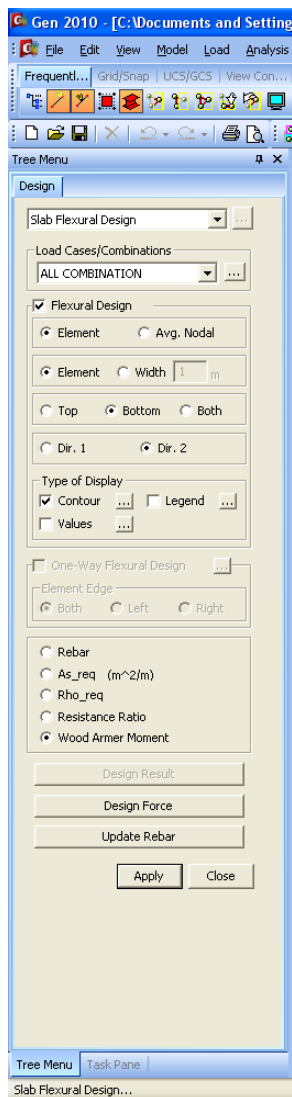 Gen 2010 - [C:\Documents and Setting
File Edit View Model Load Analysis
Frequentl... Grid/Snap UCS/GCS View Con...
Tree Menu
Design
Slab Flexural Design ...
Load Cases/Combinations
ALL COMBINATION ...
Flexural Design
Element Avg. Nodal
Element Width 1 m
Top Bottom Both
Dir. 1 Dir. 2
Type of Display
Contour ... Legend ...
Values ...
One-Way Flexural Design ...
Element Edge
Both Left Right
Rebar
As_req (m^2/m)
Rho_req
Resistance Ratio
Wood Armer Moment
Design Result
Design Force
Update Rebar
Apply Close
Tree Menu Task Pane
Slab Flexural Design...